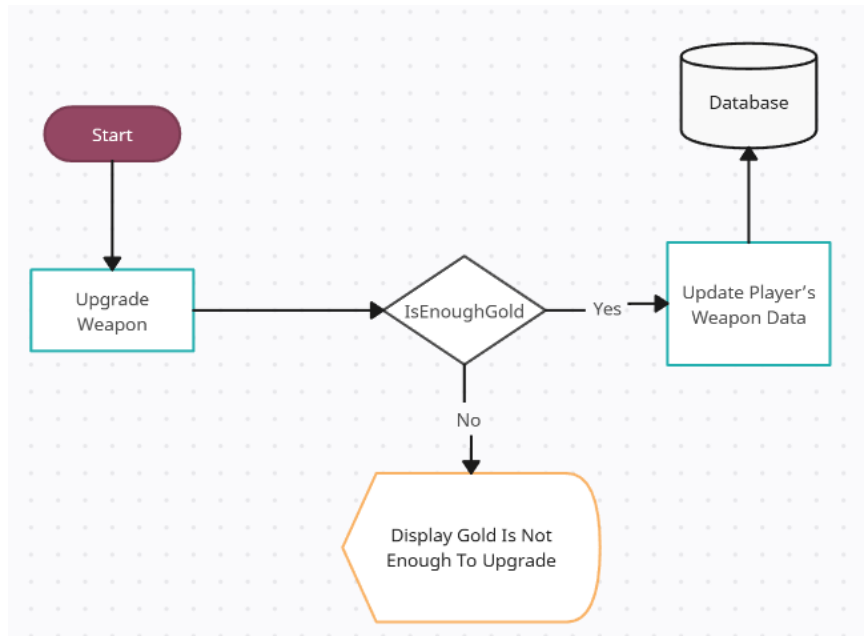 Start
Upgrade
Weapon
IsEnoughGold
Yes
Update Player’s
Weapon Data
Database
No
Display Gold Is Not
Enough To Upgrade